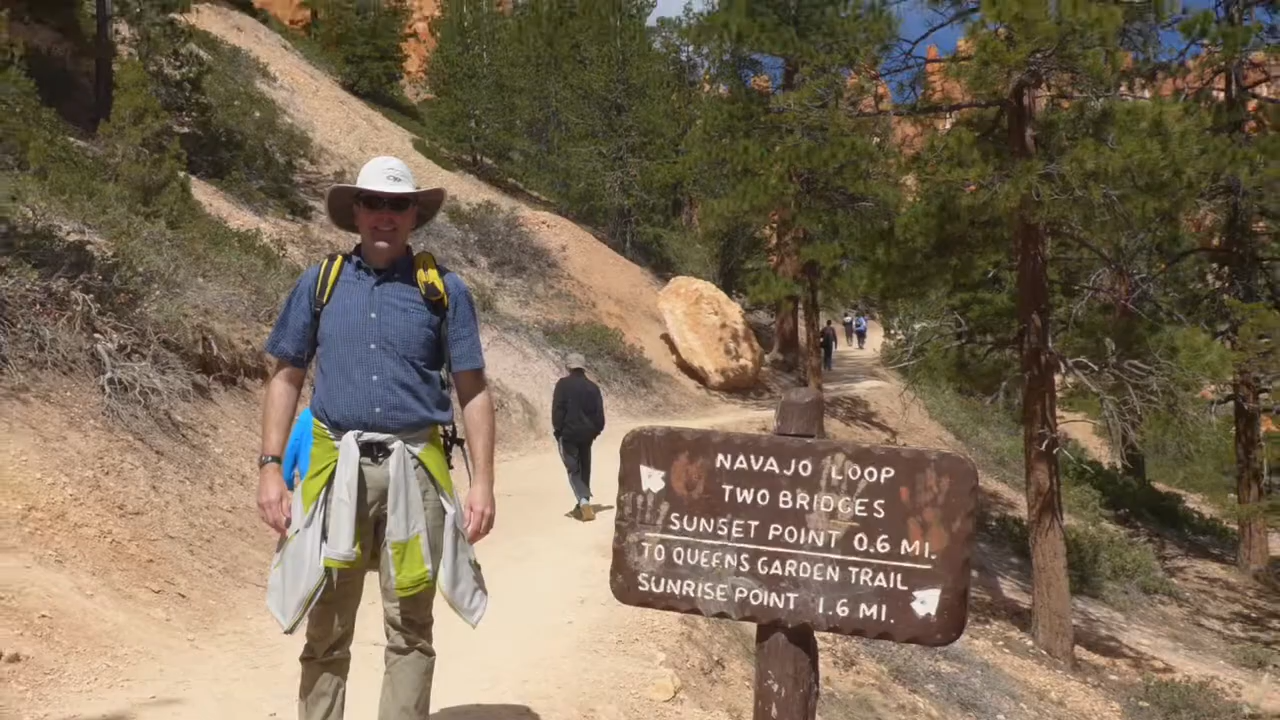 NAVAJO LOOP
TWO BRIDGES
SUNSET POINT 0.6 MI.
TO QUEENS GARDEN TRAIL
SUNRISE POINT 1.6 MI.